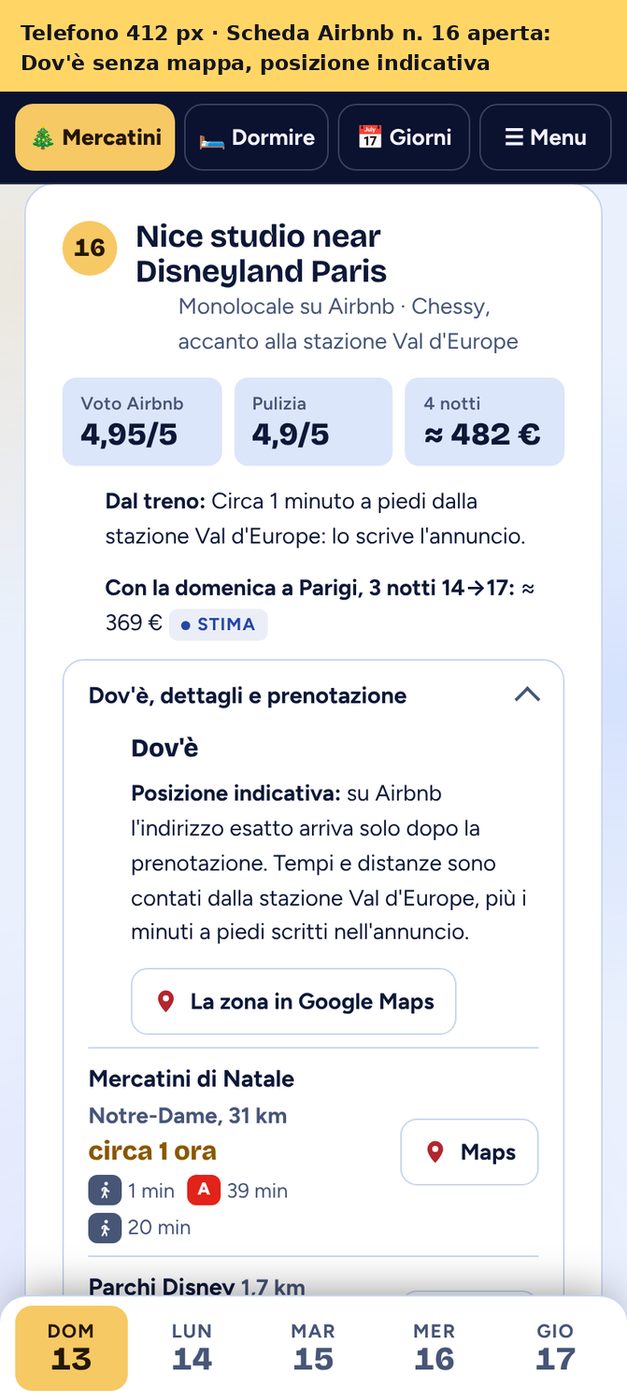 Telefono 412 px · Scheda Airbnb n. 16 aperta:
Dov'è senza mappa, posizione indicativa
🎄 Mercatini
🛏️ Dormire
📅 Giorni
☰ Menu
16
Nice studio near
Disneyland Paris
Monolocale su Airbnb · Chessy,
accanto alla stazione Val d'Europe
Voto Airbnb
4,95/5
Pulizia
4,9/5
4 notti
≈ 482 €
Dal treno: Circa 1 minuto a piedi dalla
stazione Val d'Europe: lo scrive l'annuncio.
Con la domenica a Parigi, 3 notti 14→17: ≈
369 € ● STIMA
Dov'è, dettagli e prenotazione
Dov'è
Posizione indicativa: su Airbnb
l'indirizzo esatto arriva solo dopo la
prenotazione. Tempi e distanze sono
contati dalla stazione Val d'Europe, più i
minuti a piedi scritti nell'annuncio.
La zona in Google Maps
Mercatini di Natale
Notre-Dame, 31 km
circa 1 ora
1 min A 39 min
20 min
Maps
Parchi Disney 1,7 km
DOM
13
LUN
14
MAR
15
MER
16
GIO
17